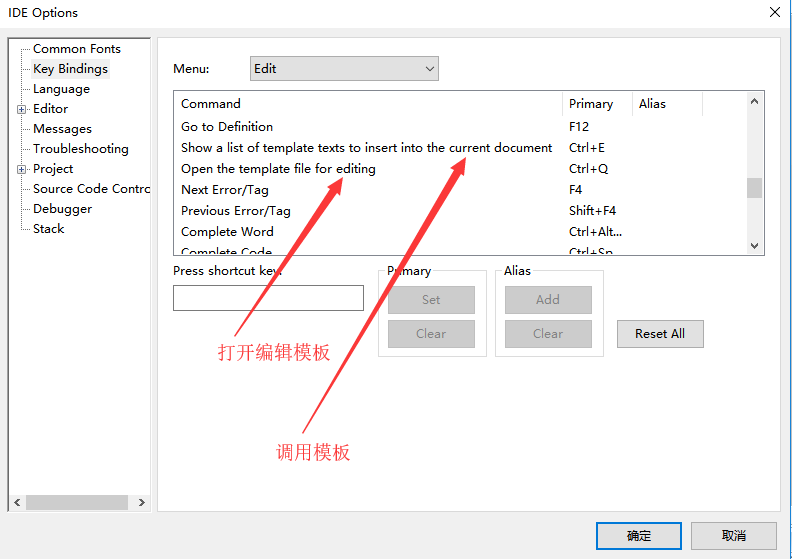 IDE Options
Common Fonts
Key Bindings
Language
Editor
Messages
Troubleshooting
Project
Source Code Contro
Debugger
Stack
Menu: Edit
Command Primary Alias
Go to Definition F12
Show a list of template texts to insert into the current document Ctrl+E
Open the template file for editing Ctrl+Q
Next Error/Tag F4
Previous Error/Tag Shift+F4
Complete Word Ctrl+Alt...
Complete Code Ctrl+Sp
Press shortcut key: Primary Alias
Set Add
Clear Clear Reset All
打开编辑模板
调用模板
确定 取消